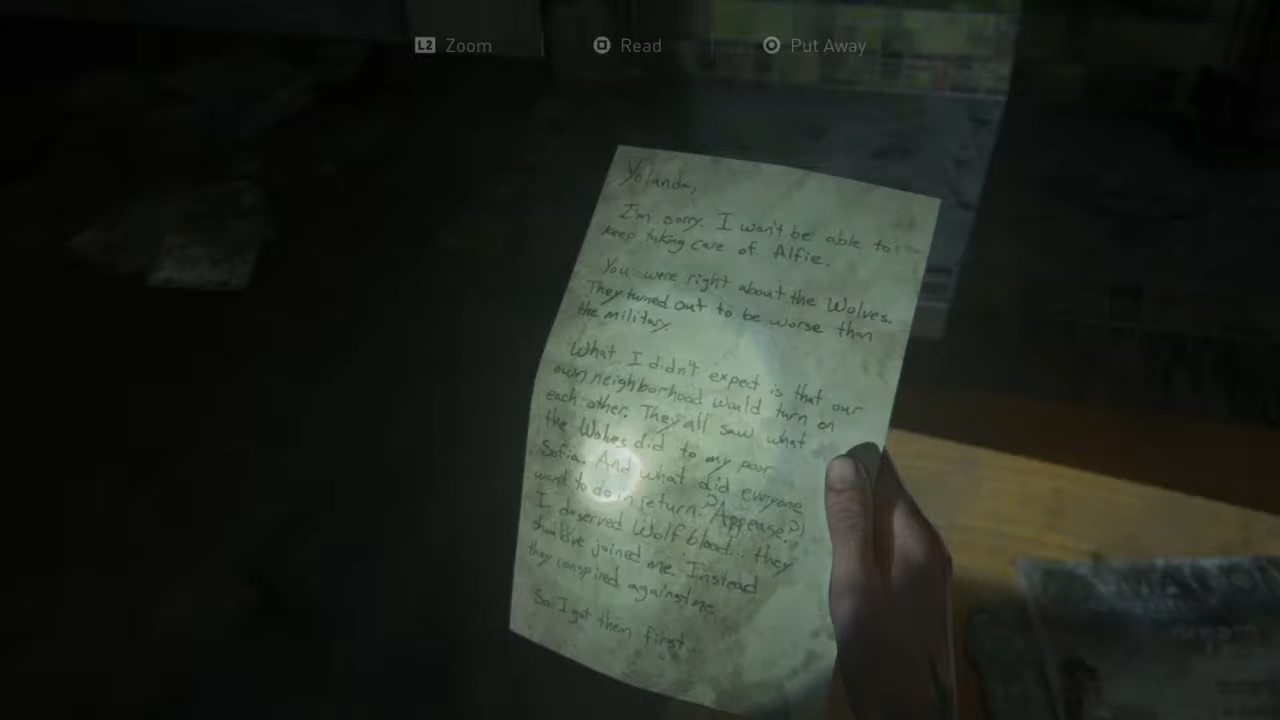 L2 Zoom
Read
Put Away
Yolanda,
I'm sorry. I won't be able to
keep taking care of Alfie.
You were right about the Wolves.
They turned out to be worse than
the military.
What I didn't expect is that our
own neighborhood would turn on
each other. They all saw what
the Wolves did to my poor
Sofia. And what did everyone
want to do in return? Appease?!
I deserved Wolf blood... they
should've joined me. Instead
they conspired against me.
So I got them first.